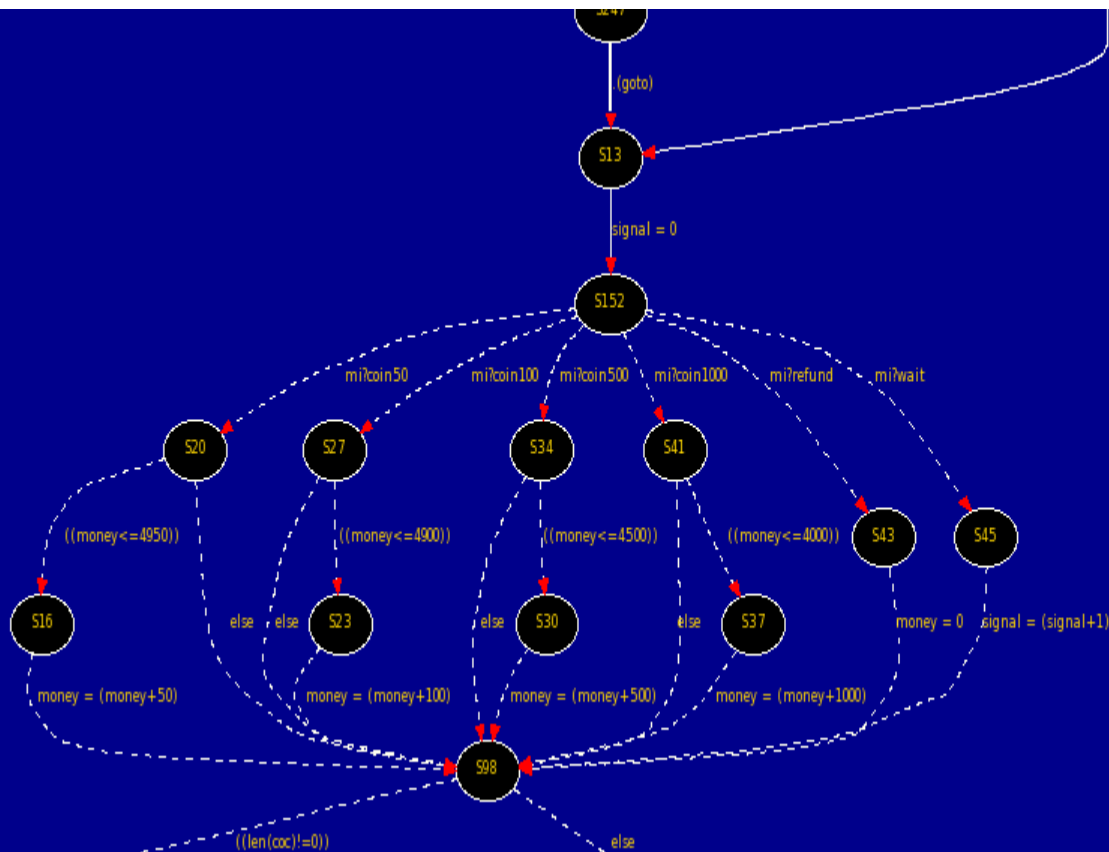 S247
(goto)
S13
signal = 0
S152
mi?coin50
mi?coin100
mi?coin500
mi?coin1000
mi?refund
mi?wait
S20
S27
S34
S41
((money<=4950))
((money<=4900))
((money<=4500))
((money<=4000))
S43
S45
S16
else
else
S23
else
S30
else
S37
money = 0
signal = (signal+1)
money = (money+50)
money = (money+100)
money = (money+500)
money = (money+1000)
S98
((len(coc)!=0))
else